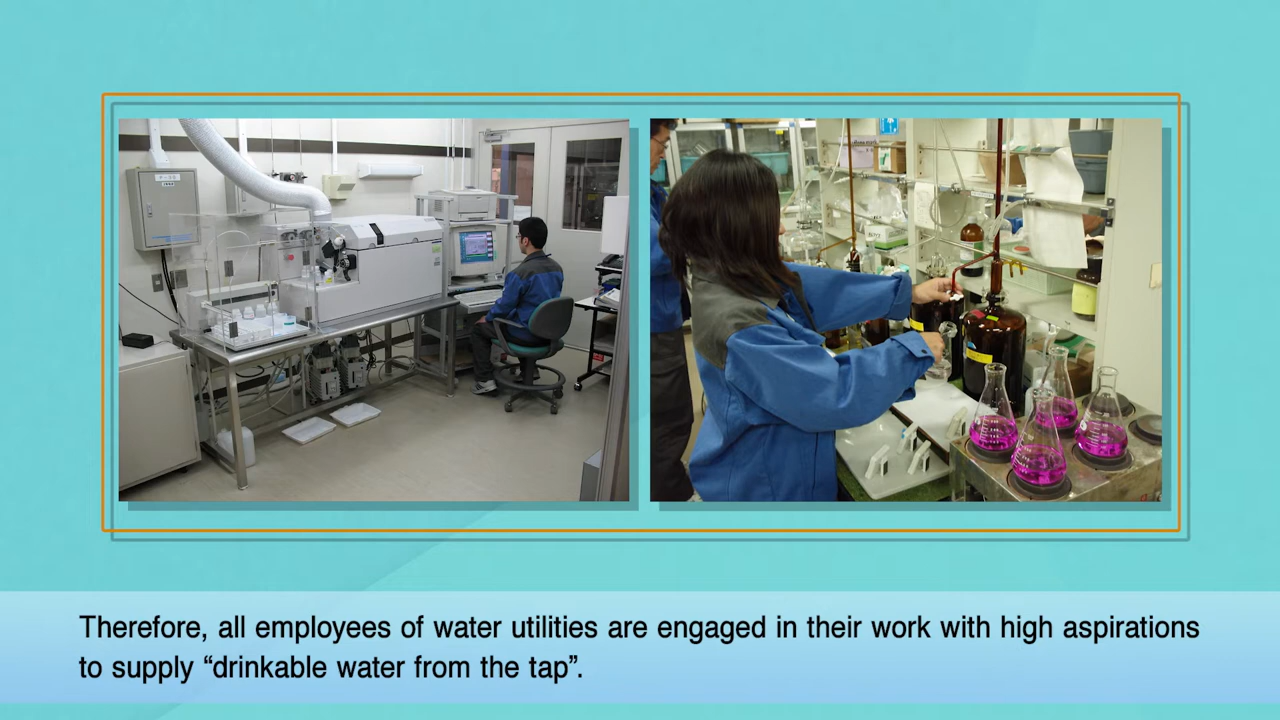 Therefore, all employees of water utilities are engaged in their work with high aspirations
to supply “drinkable water from the tap”.